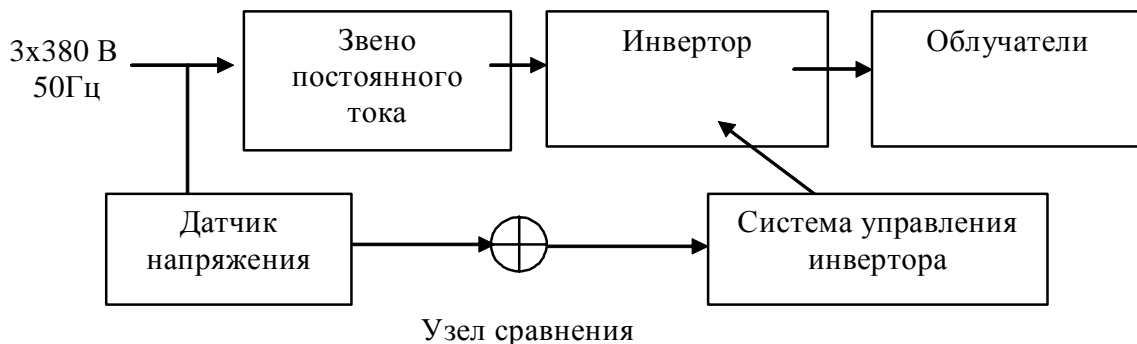 3х380 В
50Гц
Звено
постоянного
тока
Инвертор
Облучатели
Датчик
напряжения
Система управления
инвертора
Узел сравнения